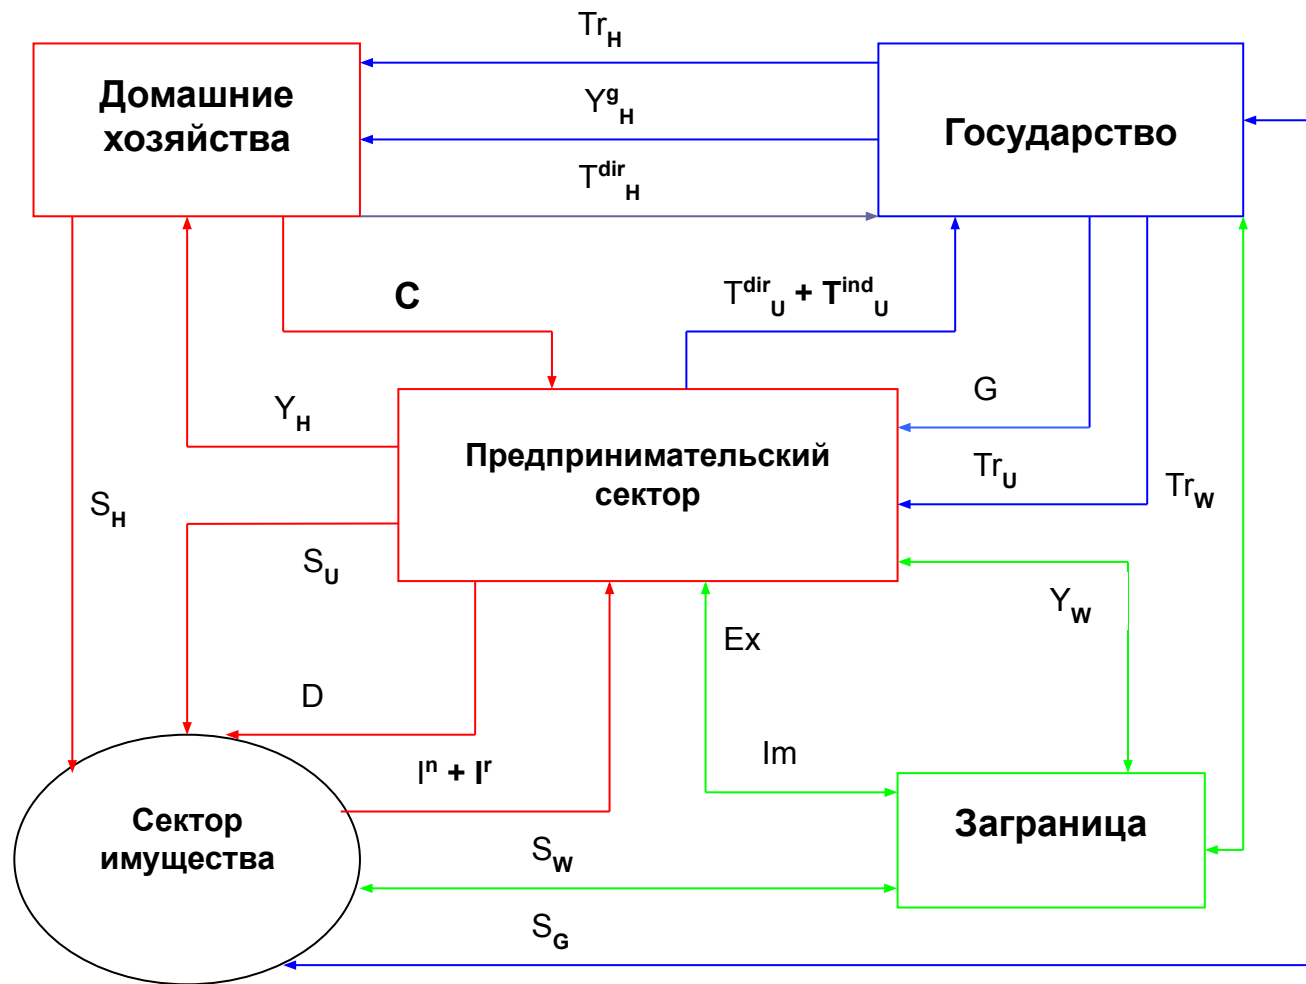 Tr_H
Домашние
хозяйства
Y^g_H
Государство
T^dir_H
C
T^dir_U + T^ind_U
Y_H
G
Предпринимательский
сектор
Tr_U
Tr_W
S_H
S_U
Y_W
Ex
D
Im
I^n + I^r
Сектор
имущества
Заграница
S_W
S_G